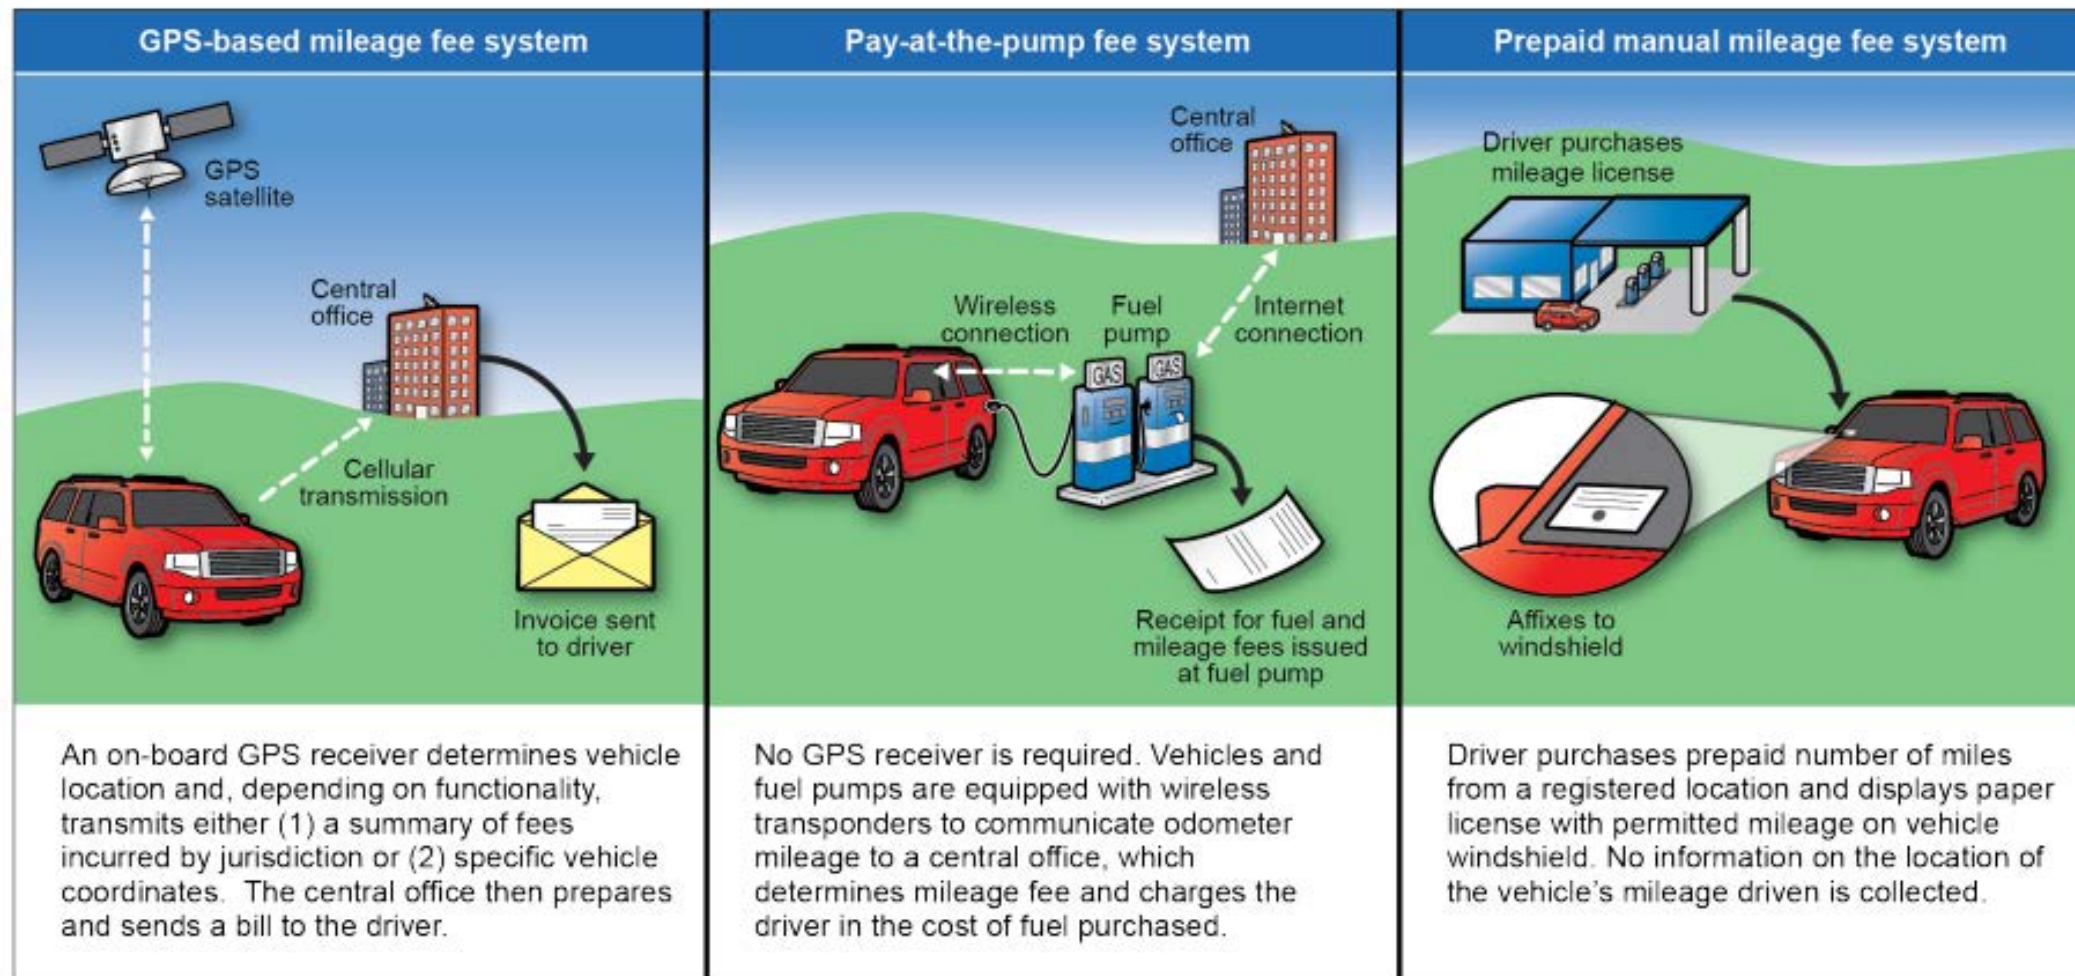 GPS-based mileage fee system
GPS
satellite
Central
office
Cellular
transmission
Invoice sent
to driver
An on-board GPS receiver determines vehicle
location and, depending on functionality,
transmits either (1) a summary of fees
incurred by jurisdiction or (2) specific vehicle
coordinates. The central office then prepares
and sends a bill to the driver.
Pay-at-the-pump fee system
Central
office
Wireless
connection
Fuel
pump
Internet
connection
GAS
GAS
Receipt for fuel and
mileage fees issued
at fuel pump
No GPS receiver is required. Vehicles and
fuel pumps are equipped with wireless
transponders to communicate odometer
mileage to a central office, which
determines mileage fee and charges the
driver in the cost of fuel purchased.
Prepaid manual mileage fee system
Driver purchases
mileage license
Affixes to
windshield
Driver purchases prepaid number of miles
from a registered location and displays paper
license with permitted mileage on vehicle
windshield. No information on the location of
the vehicle's mileage driven is collected.